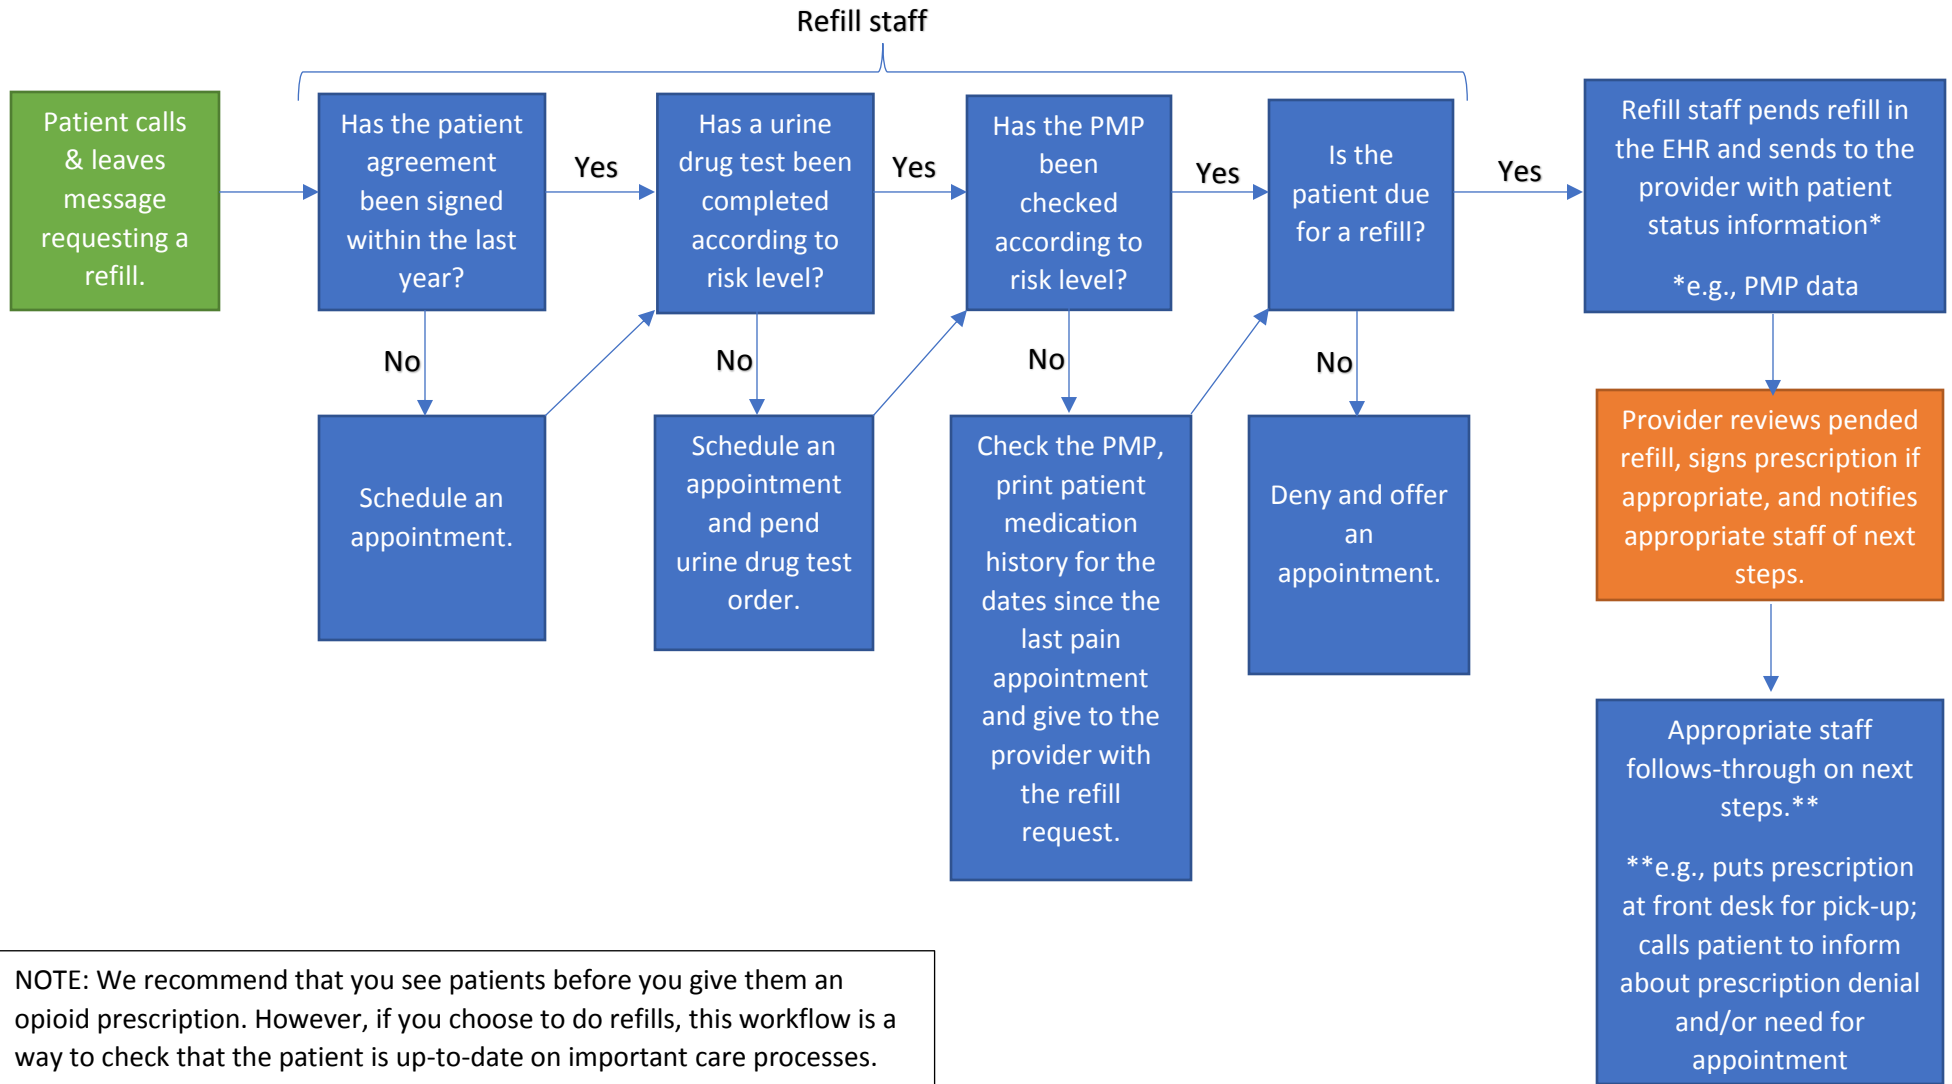 Refill staff
Patient calls
& leaves
message
requesting a
refill.
Has the patient
agreement
been signed
within the last
year?
Yes
Has a urine
drug test been
completed
according to
risk level?
Yes
Has the PMP
been
checked
according to
risk level?
Yes
Is the
patient due
for a refill?
Yes
Refill staff pends refill in
the EHR and sends to the
provider with patient
status information*
*e.g., PMP data
No
No
No
No
Schedule an
appointment.
Schedule an
appointment
and pend
urine drug test
order.
Check the PMP,
print patient
medication
history for the
dates since the
last pain
appointment
and give to the
provider with
the refill
request.
Deny and offer
an
appointment.
Provider reviews pended
refill, signs prescription if
appropriate, and notifies
appropriate staff of next
steps.
Appropriate staff
follows-through on next
steps.**
**e.g., puts prescription
at front desk for pick-up;
calls patient to inform
about prescription denial
and/or need for
appointment
NOTE: We recommend that you see patients before you give them an
opioid prescription. However, if you choose to do refills, this workflow is a
way to check that the patient is up-to-date on important care processes.